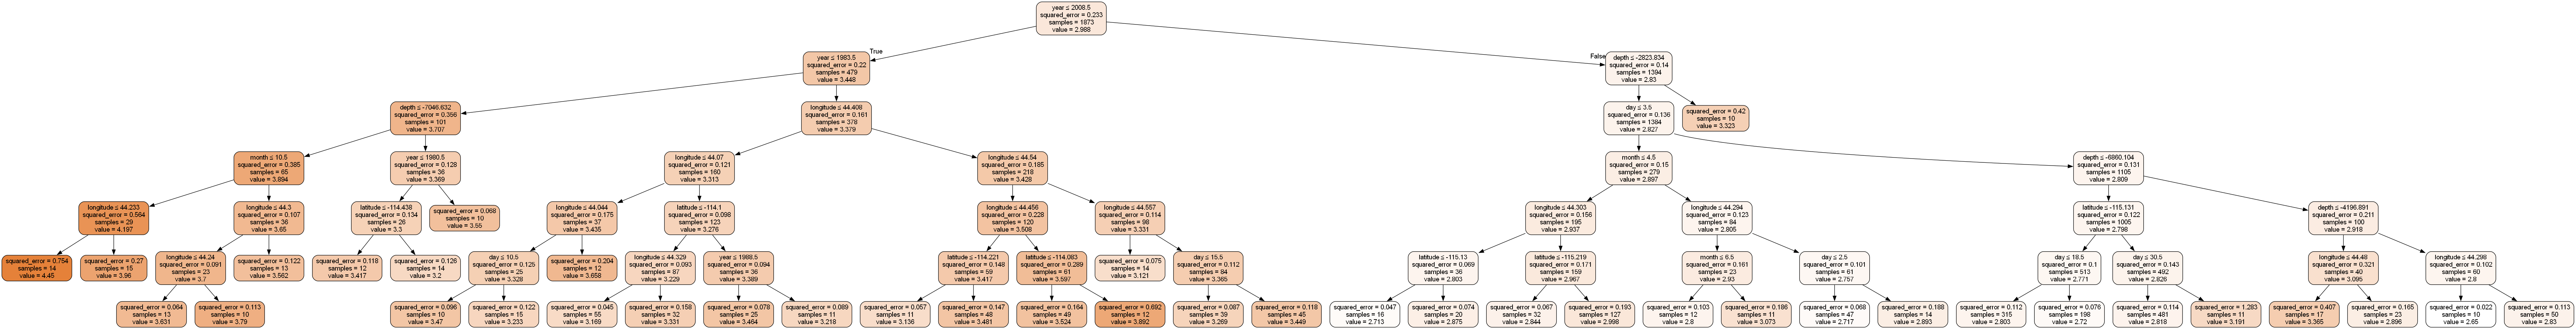 year ≤ 2008.5
squared_error = 0.233
samples = 1873
value = 2.988
True
False
year ≤ 1983.5
squared_error = 0.22
samples = 479
value = 3.448
depth ≤ -2823.834
squared_error = 0.14
samples = 1394
value = 2.83
depth ≤ -7046.632
squared_error = 0.356
samples = 101
value = 3.707
longitude ≤ 44.408
squared_error = 0.161
samples = 378
value = 3.379
day ≤ 3.5
squared_error = 0.136
samples = 1384
value = 2.827
squared_error = 0.42
samples = 10
value = 3.323
month ≤ 10.5
squared_error = 0.385
samples = 65
value = 3.894
year ≤ 1980.5
squared_error = 0.128
samples = 36
value = 3.369
longitude ≤ 44.07
squared_error = 0.121
samples = 160
value = 3.313
longitude ≤ 44.54
squared_error = 0.185
samples = 218
value = 3.428
month ≤ 4.5
squared_error = 0.15
samples = 279
value = 2.897
depth ≤ -6860.104
squared_error = 0.131
samples = 1105
value = 2.809
longitude ≤ 44.233
squared_error = 0.564
samples = 29
value = 4.197
longitude ≤ 44.3
squared_error = 0.107
samples = 36
value = 3.65
latitude ≤ -114.438
squared_error = 0.134
samples = 26
value = 3.3
squared_error = 0.068
samples = 10
value = 3.55
longitude ≤ 44.044
squared_error = 0.175
samples = 37
value = 3.435
latitude ≤ -114.1
squared_error = 0.098
samples = 123
value = 3.276
longitude ≤ 44.456
squared_error = 0.228
samples = 120
value = 3.508
longitude ≤ 44.557
squared_error = 0.114
samples = 98
value = 3.331
longitude ≤ 44.303
squared_error = 0.156
samples = 195
value = 2.937
longitude ≤ 44.294
squared_error = 0.123
samples = 84
value = 2.805
latitude ≤ -115.131
squared_error = 0.122
samples = 1005
value = 2.798
depth ≤ -4196.891
squared_error = 0.211
samples = 100
value = 2.918
squared_error = 0.754
samples = 14
value = 4.45
squared_error = 0.27
samples = 15
value = 3.96
longitude ≤ 44.24
squared_error = 0.091
samples = 23
value = 3.7
squared_error = 0.122
samples = 13
value = 3.562
squared_error = 0.118
samples = 12
value = 3.417
squared_error = 0.126
samples = 14
value = 3.2
day ≤ 10.5
squared_error = 0.125
samples = 25
value = 3.328
squared_error = 0.204
samples = 12
value = 3.658
longitude ≤ 44.329
squared_error = 0.093
samples = 87
value = 3.229
year ≤ 1988.5
squared_error = 0.094
samples = 36
value = 3.389
latitude ≤ -114.221
squared_error = 0.148
samples = 59
value = 3.417
latitude ≤ -114.083
squared_error = 0.289
samples = 61
value = 3.597
squared_error = 0.075
samples = 14
value = 3.121
day ≤ 15.5
squared_error = 0.112
samples = 84
value = 3.365
latitude ≤ -115.13
squared_error = 0.069
samples = 36
value = 2.803
latitude ≤ -115.219
squared_error = 0.171
samples = 159
value = 2.967
month ≤ 6.5
squared_error = 0.161
samples = 23
value = 2.93
day ≤ 2.5
squared_error = 0.101
samples = 61
value = 2.757
day ≤ 18.5
squared_error = 0.1
samples = 513
value = 2.771
day ≤ 30.5
squared_error = 0.143
samples = 492
value = 2.826
longitude ≤ 44.48
squared_error = 0.321
samples = 40
value = 3.095
longitude ≤ 44.298
squared_error = 0.102
samples = 60
value = 2.8
squared_error = 0.064
samples = 13
value = 3.631
squared_error = 0.113
samples = 10
value = 3.79
squared_error = 0.096
samples = 10
value = 3.47
squared_error = 0.122
samples = 15
value = 3.233
squared_error = 0.045
samples = 55
value = 3.169
squared_error = 0.158
samples = 32
value = 3.331
squared_error = 0.078
samples = 25
value = 3.464
squared_error = 0.089
samples = 11
value = 3.218
squared_error = 0.057
samples = 11
value = 3.136
squared_error = 0.147
samples = 48
value = 3.481
squared_error = 0.164
samples = 49
value = 3.524
squared_error = 0.692
samples = 12
value = 3.892
squared_error = 0.087
samples = 39
value = 3.269
squared_error = 0.118
samples = 45
value = 3.449
squared_error = 0.047
samples = 16
value = 2.713
squared_error = 0.074
samples = 20
value = 2.875
squared_error = 0.067
samples = 32
value = 2.844
squared_error = 0.193
samples = 127
value = 2.998
squared_error = 0.103
samples = 12
value = 2.8
squared_error = 0.186
samples = 11
value = 3.073
squared_error = 0.068
samples = 47
value = 2.717
squared_error = 0.188
samples = 14
value = 2.893
squared_error = 0.112
samples = 315
value = 2.803
squared_error = 0.076
samples = 198
value = 2.72
squared_error = 0.114
samples = 481
value = 2.818
squared_error = 1.283
samples = 11
value = 3.191
squared_error = 0.407
samples = 17
value = 3.365
squared_error = 0.165
samples = 23
value = 2.896
squared_error = 0.022
samples = 10
value = 2.65
squared_error = 0.113
samples = 50
value = 2.83